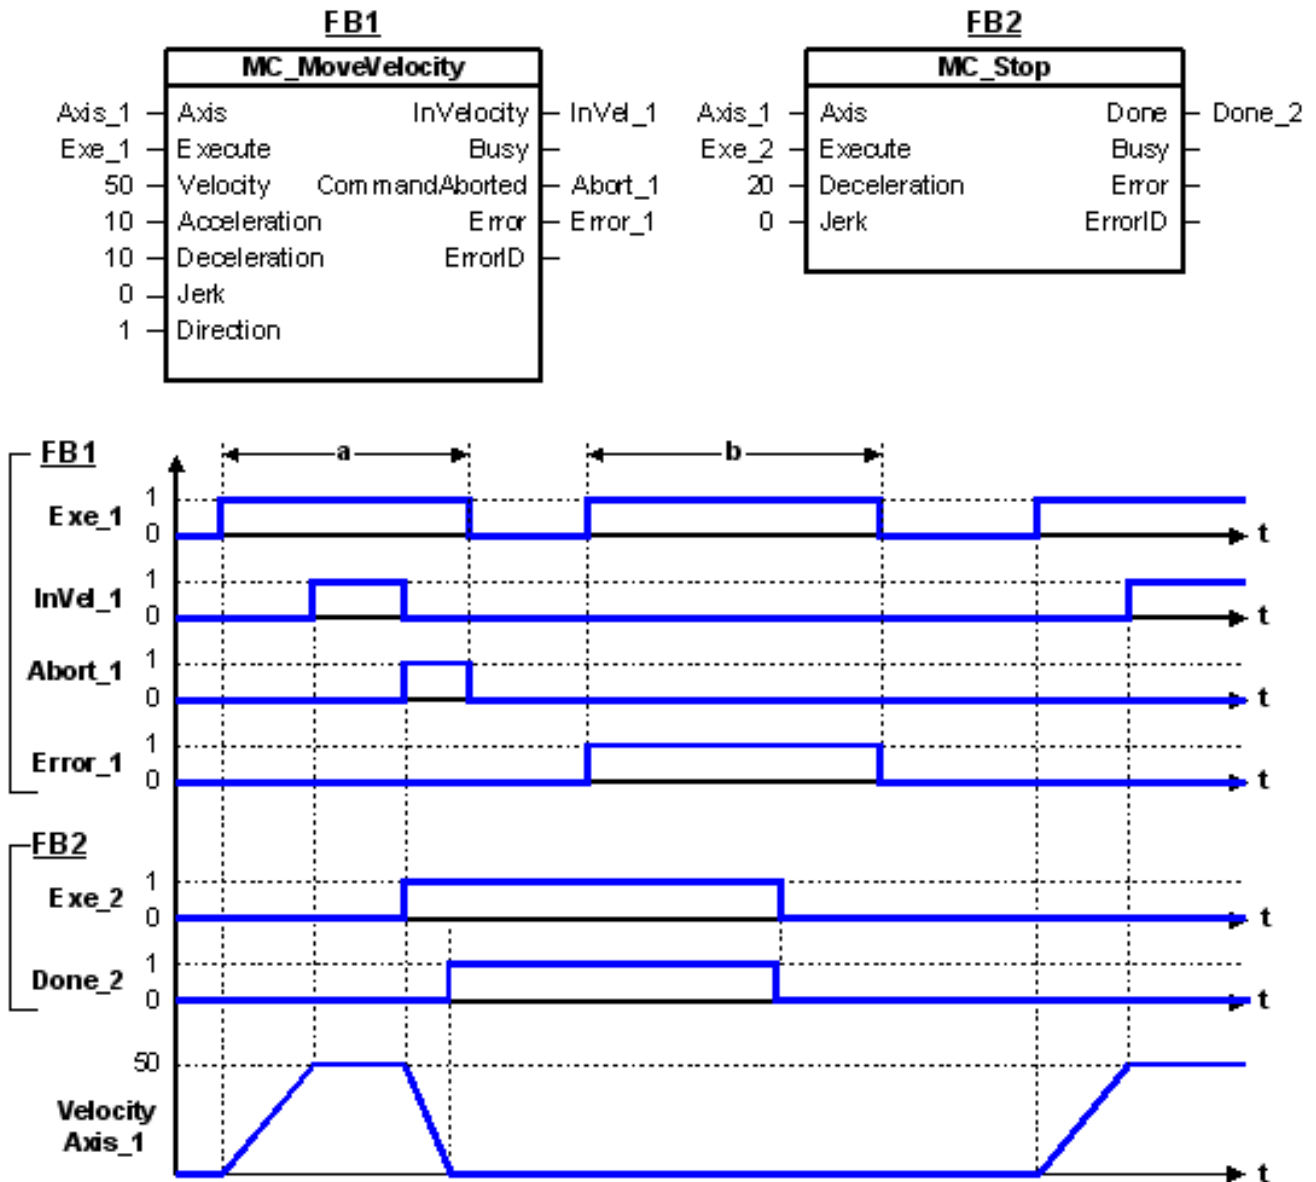 FB1 FB2
MC_MoveVelocity MC_Stop
Axis_1 Axis InVelocity InVel_1 Axis_1 Axis Done Done_2
Exe_1 Execute Busy Exe_2 Execute Busy
50 Velocity CommandAborted Abort_1 20 Deceleration Error
10 Acceleration Error Error_1 0 Jerk ErrorID
10 Deceleration ErrorID
0 Jerk
1 Direction
FB1 a b
1
Exe_1
0 t
1
InVel_1
0 t
1
Abort_1
0 t
1
Error_1
0 t
FB2
1
Exe_2
0 t
1
Done_2
0 t
50
Velocity
Axis_1
t